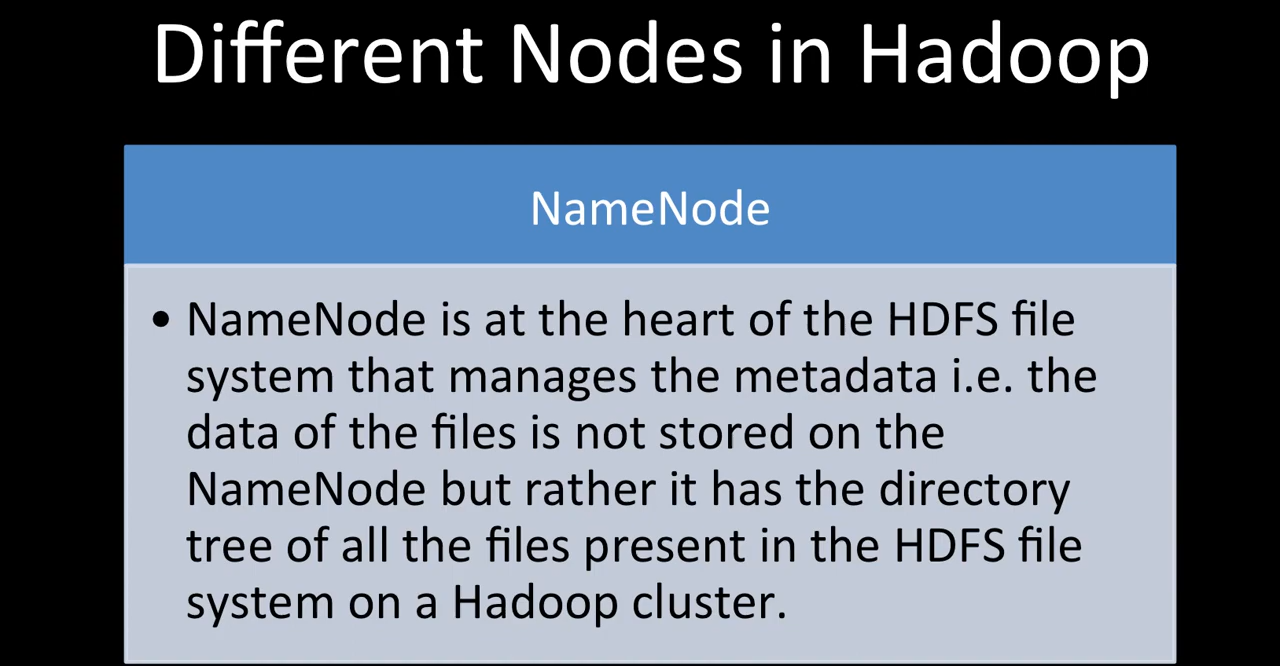 Different Nodes in Hadoop
NameNode
• NameNode is at the heart of the HDFS file
system that manages the metadata i.e. the
data of the files is not stored on the
NameNode but rather it has the directory
tree of all the files present in the HDFS file
system on a Hadoop cluster.